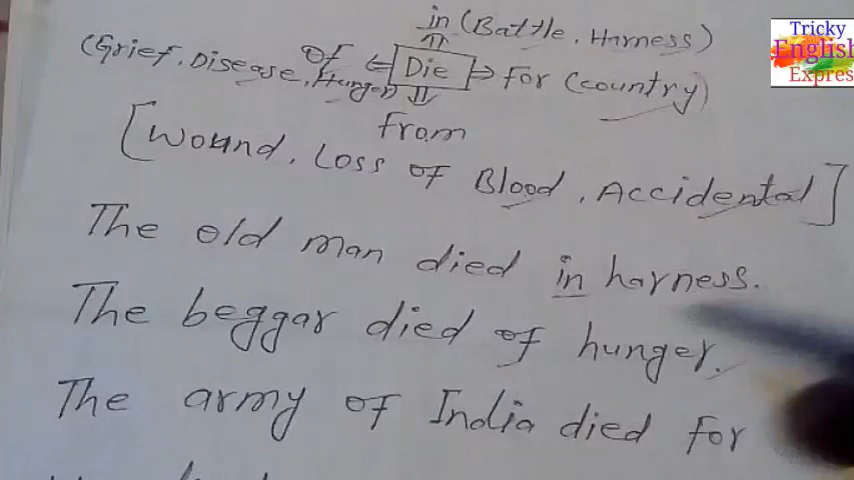 in (Battle, Harness)
(Grief, Disease, Hunger) of ⇐ Die ⇒ for (country)
from
[Wound, Loss of Blood, Accidental]
The old man died in harness.
The beggar died of hunger.
The army of India died for
Tricky
English
Express